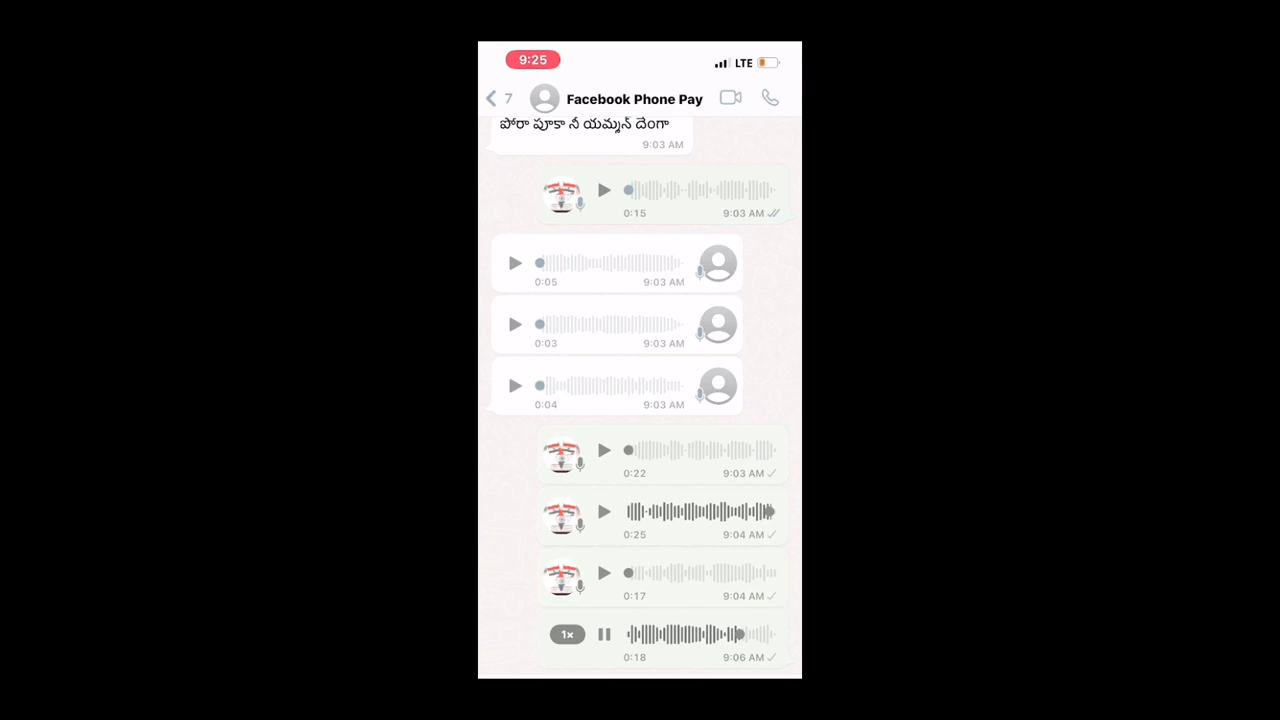 9:25
LTE
7
Facebook Phone Pay
పోరా పూకా నీ యమ్మన్ దేంగా
9:03 AM
0:15 9:03 AM
0:05 9:03 AM
0:03 9:03 AM
0:04 9:03 AM
0:22 9:03 AM
0:25 9:04 AM
0:17 9:04 AM
1×
0:18 9:06 AM